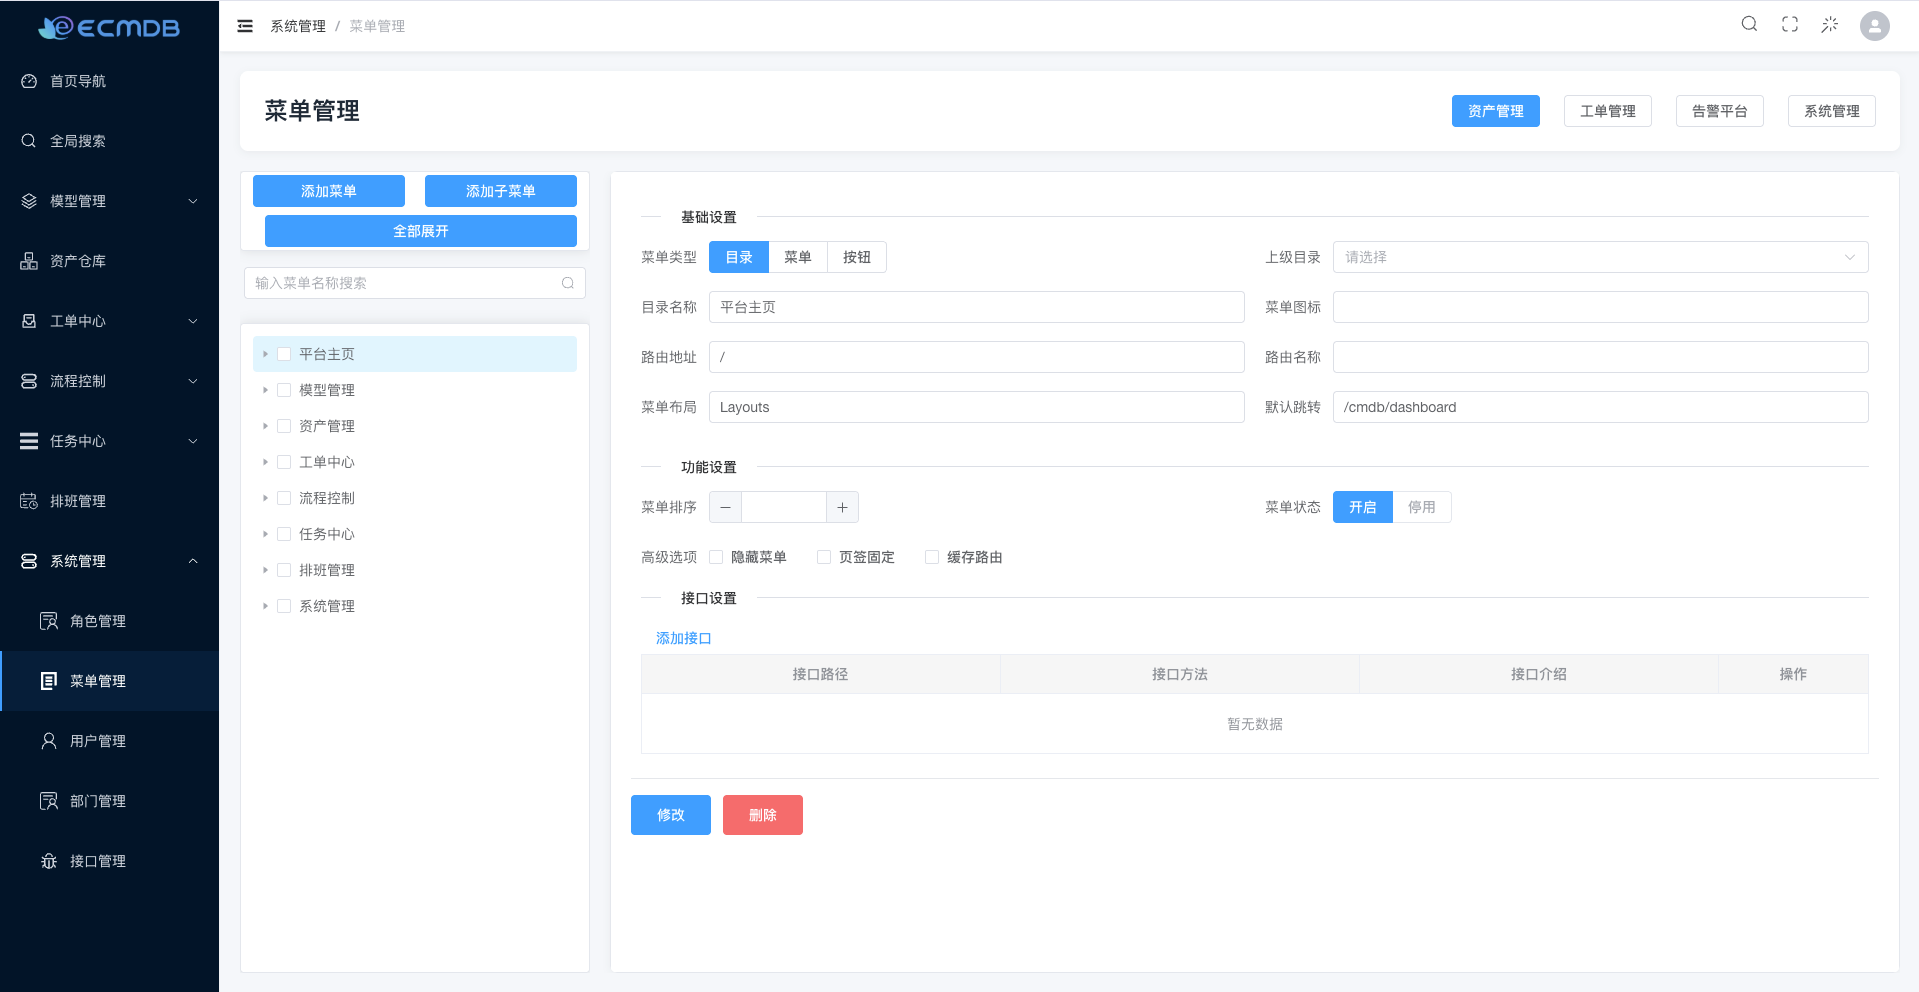 ECMDB
首页导航
全局搜索
模型管理
资产仓库
工单中心
流程控制
任务中心
排班管理
系统管理
角色管理
菜单管理
用户管理
部门管理
接口管理
系统管理 / 菜单管理
菜单管理
资产管理 工单管理 告警平台 系统管理
添加菜单 添加子菜单
全部展开
输入菜单名称搜索
平台主页
模型管理
资产管理
工单中心
流程控制
任务中心
排班管理
系统管理
基础设置
菜单类型 目录 菜单 按钮 上级目录 请选择
目录名称 平台主页 菜单图标
路由地址 / 路由名称
菜单布局 Layouts 默认跳转 /cmdb/dashboard
功能设置
菜单排序 菜单状态 开启 停用
高级选项 隐藏菜单 页签固定 缓存路由
接口设置
添加接口
接口路径 接口方法 接口介绍 操作
暂无数据
修改 删除